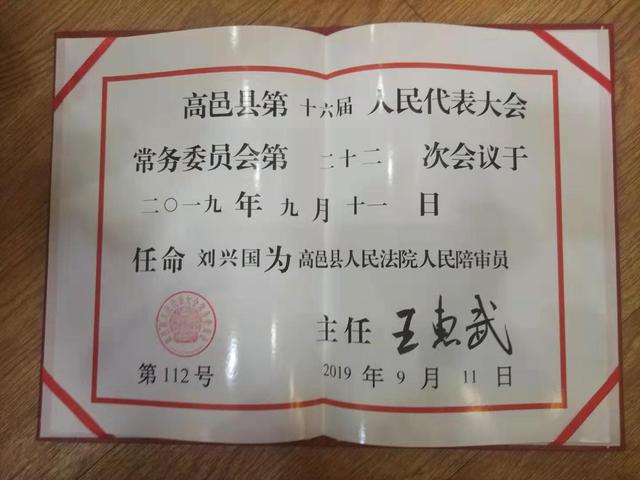 高邑县第 十六届 人民代表大会
常务委员会第 二十二 次会议于
二〇一九 年 九 月 十一 日
任命 刘兴国 为 高邑县人民法院人民陪审员
主任 王惠武
第112号
2019 年 9 月 11 日